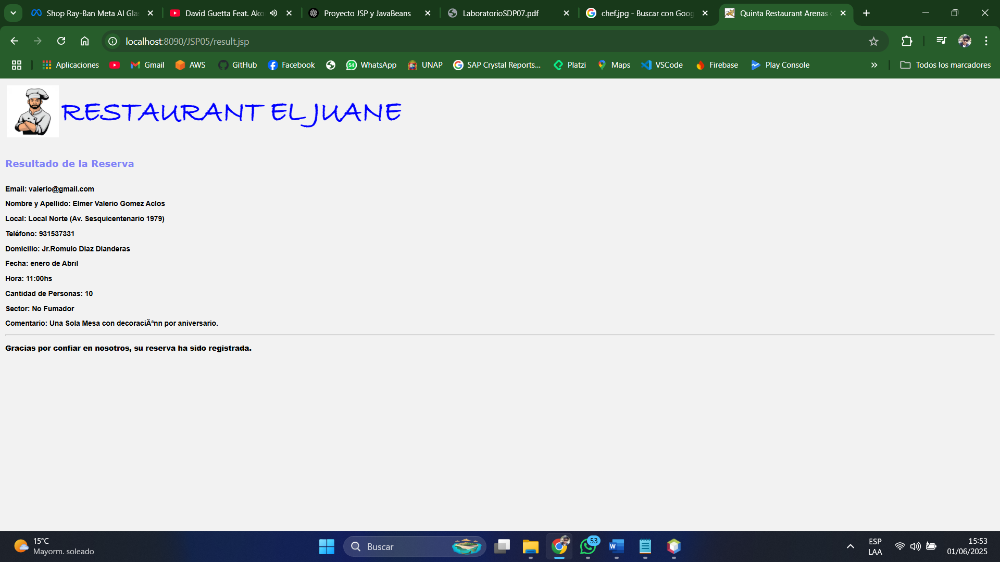 Shop Ray-Ban Meta AI Gla
David Guetta Feat. Ako
Proyecto JSP y JavaBeans
LaboratorioSDP07.pdf
chef.jpg - Buscar con Goog
Quinta Restaurant Arenas
localhost:8090/JSP05/result.jsp
Aplicaciones
Gmail
AWS
GitHub
Facebook
54
WhatsApp
UNAP
SAP Crystal Reports...
Platzi
Maps
VSCode
Firebase
Play Console
Todos los marcadores
RESTAURANT EL JUANE
Resultado de la Reserva
Email: valerio@gmail.com
Nombre y Apellido: Elmer Valerio Gomez Aclos
Local: Local Norte (Av. Sesquicentenario 1979)
Teléfono: 931537331
Domicilio: Jr.Romulo Diaz Dianderas
Fecha: enero de Abril
Hora: 11:00hs
Cantidad de Personas: 10
Sector: No Fumador
Comentario: Una Sola Mesa con decoraciÃ³nn por aniversario.
Gracias por confiar en nosotros, su reserva ha sido registrada.
15°C
Mayorm. soleado
Buscar
53
W
ESP
LAA
15:53
01/06/2025